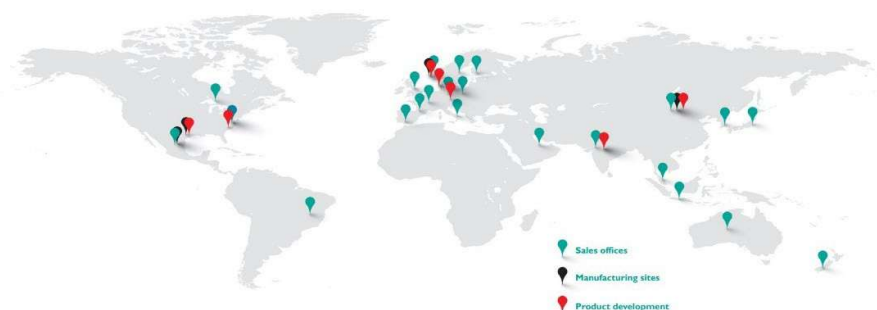 Sales offices
Manufacturing sites
Product development